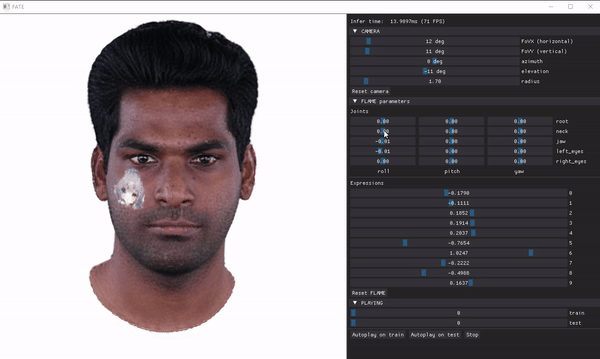 FATE
Infer time: 13.9897ms (71 FPS)
▼ CAMERA
12 deg FoVX (horizontal)
11 deg FoVY (vertical)
0 deg azimuth
-11 deg elevation
1.70 radius
Reset camera
▼ FLAME parameters
Joints
0.00 0.00 0.00 root
0.00 0.00 0.00 neck
-0.01 0.00 0.00 jaw
-0.01 0.00 0.00 left_eyes
0.00 0.00 0.00 right_eyes
roll pitch yaw
Expressions
-0.1790 0
-0.1111 1
0.1852 2
0.1914 3
0.2037 4
-0.7654 5
1.0247 6
-0.2222 7
-0.4988 8
0.1637 9
Reset FLAME
▼ PLAYING
0 train
0 test
Autoplay on train Autoplay on test Stop